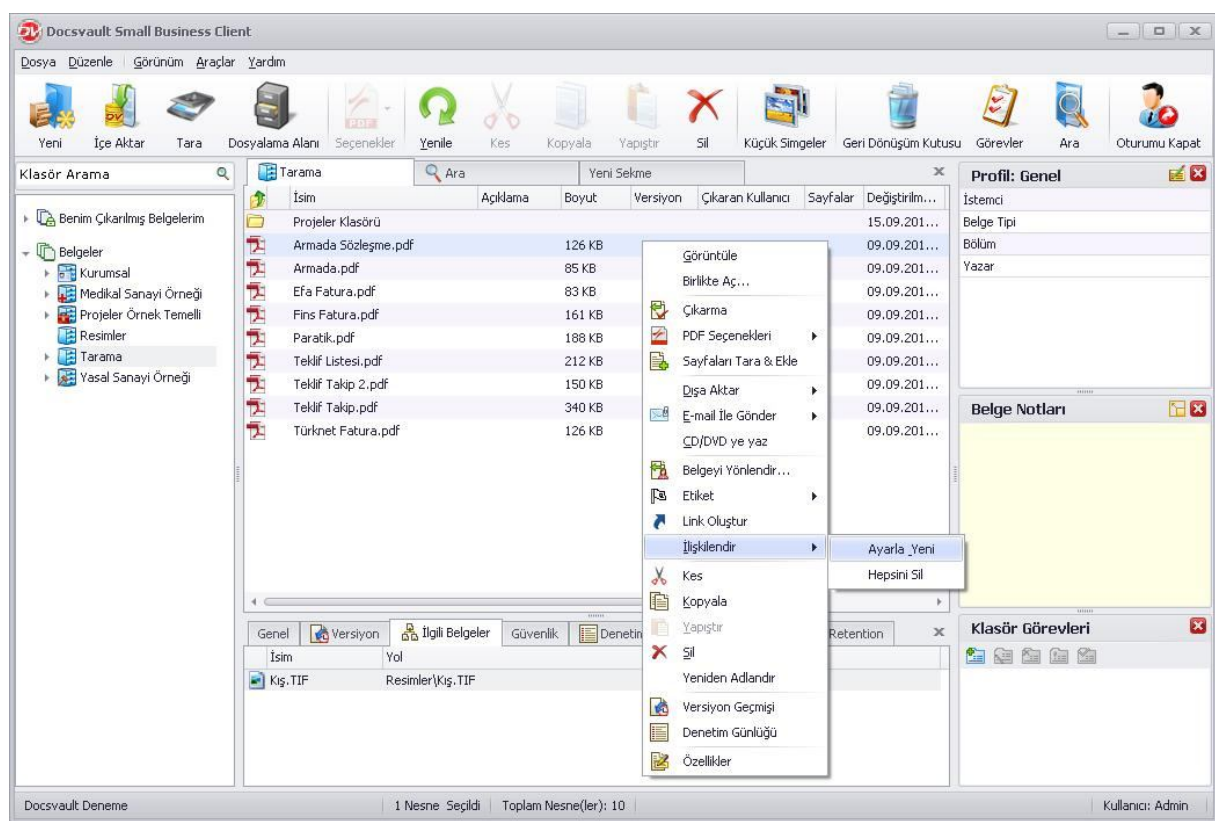 Docsvault Small Business Client
Dosya Düzenle Görünüm Araçlar Yardım
Yeni İçe Aktar Tara Dosyalama Alanı Seçenekler Yenile Kes Kopyala Yapıştır Sil Küçük Simgeler Geri Dönüşüm Kutusu Görevler Ara Oturumu Kapat
Klasör Arama
Benim Çıkarılmış Belgelerim
Belgeler
Kurumsal
Medikal Sanayi Örneği
Projeler Örnek Temelli
Resimler
Tarama
Yasal Sanayi Örneği
Tarama Ara Yeni Sekme
İsim Açıklama Boyut Versiyon Çıkaran Kullanıcı Sayfalar Değiştirilm...
Projeler Klasörü 15.09.201...
Armada Sözleşme.pdf 126 KB 09.09.201...
Armada.pdf 85 KB 09.09.201...
Efa Fatura.pdf 83 KB 09.09.201...
Fins Fatura.pdf 161 KB 09.09.201...
Paratik.pdf 188 KB 09.09.201...
Teklif Listesi.pdf 212 KB 09.09.201...
Teklif Takip 2.pdf 150 KB 09.09.201...
Teklif Takip.pdf 340 KB 09.09.201...
Türknet Fatura.pdf 126 KB 09.09.201...
Görüntüle
Birlikte Aç...
Çıkarma
PDF Seçenekleri
Sayfaları Tara & Ekle
Dışa Aktar
E-mail İle Gönder
CD/DVD ye yaz
Belgeyi Yönlendir...
Etiket
Link Oluştur
İlişkilendir
Kes
Kopyala
Yapıştır
Sil
Yeniden Adlandır
Versiyon Geçmişi
Denetim Günlüğü
Özellikler
Ayarla _Yeni
Hepsini Sil
Genel Versiyon İlgili Belgeler Güvenlik Denetin Retention
İsim Yol
Kış.TIF Resimler\Kış.TIF
Profil: Genel
İstemci
Belge Tipi
Bölüm
Yazar
Belge Notları
Klasör Görevleri
Docsvault Deneme 1 Nesne Seçildi Toplam Nesne(ler): 10 Kullanıcı: Admin